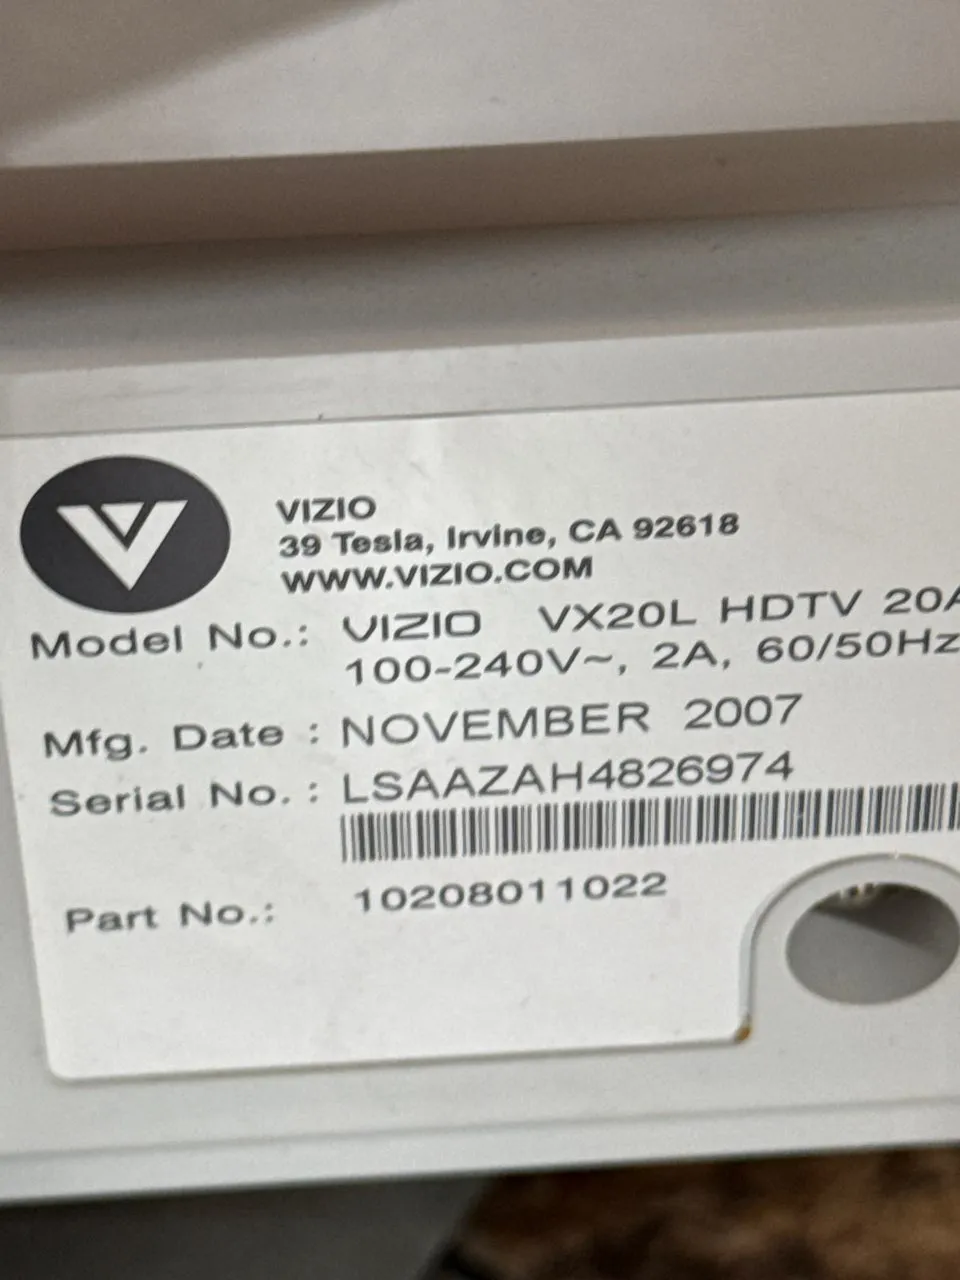 VIZIO
39 Tesla, Irvine, CA 92618
WWW.VIZIO.COM
Model No.: VIZIO VX20L HDTV 20A
100-240V~, 2A, 60/50Hz
Mfg. Date : NOVEMBER 2007
Serial No. : LSAAZAH4826974
Part No.: 10208011022